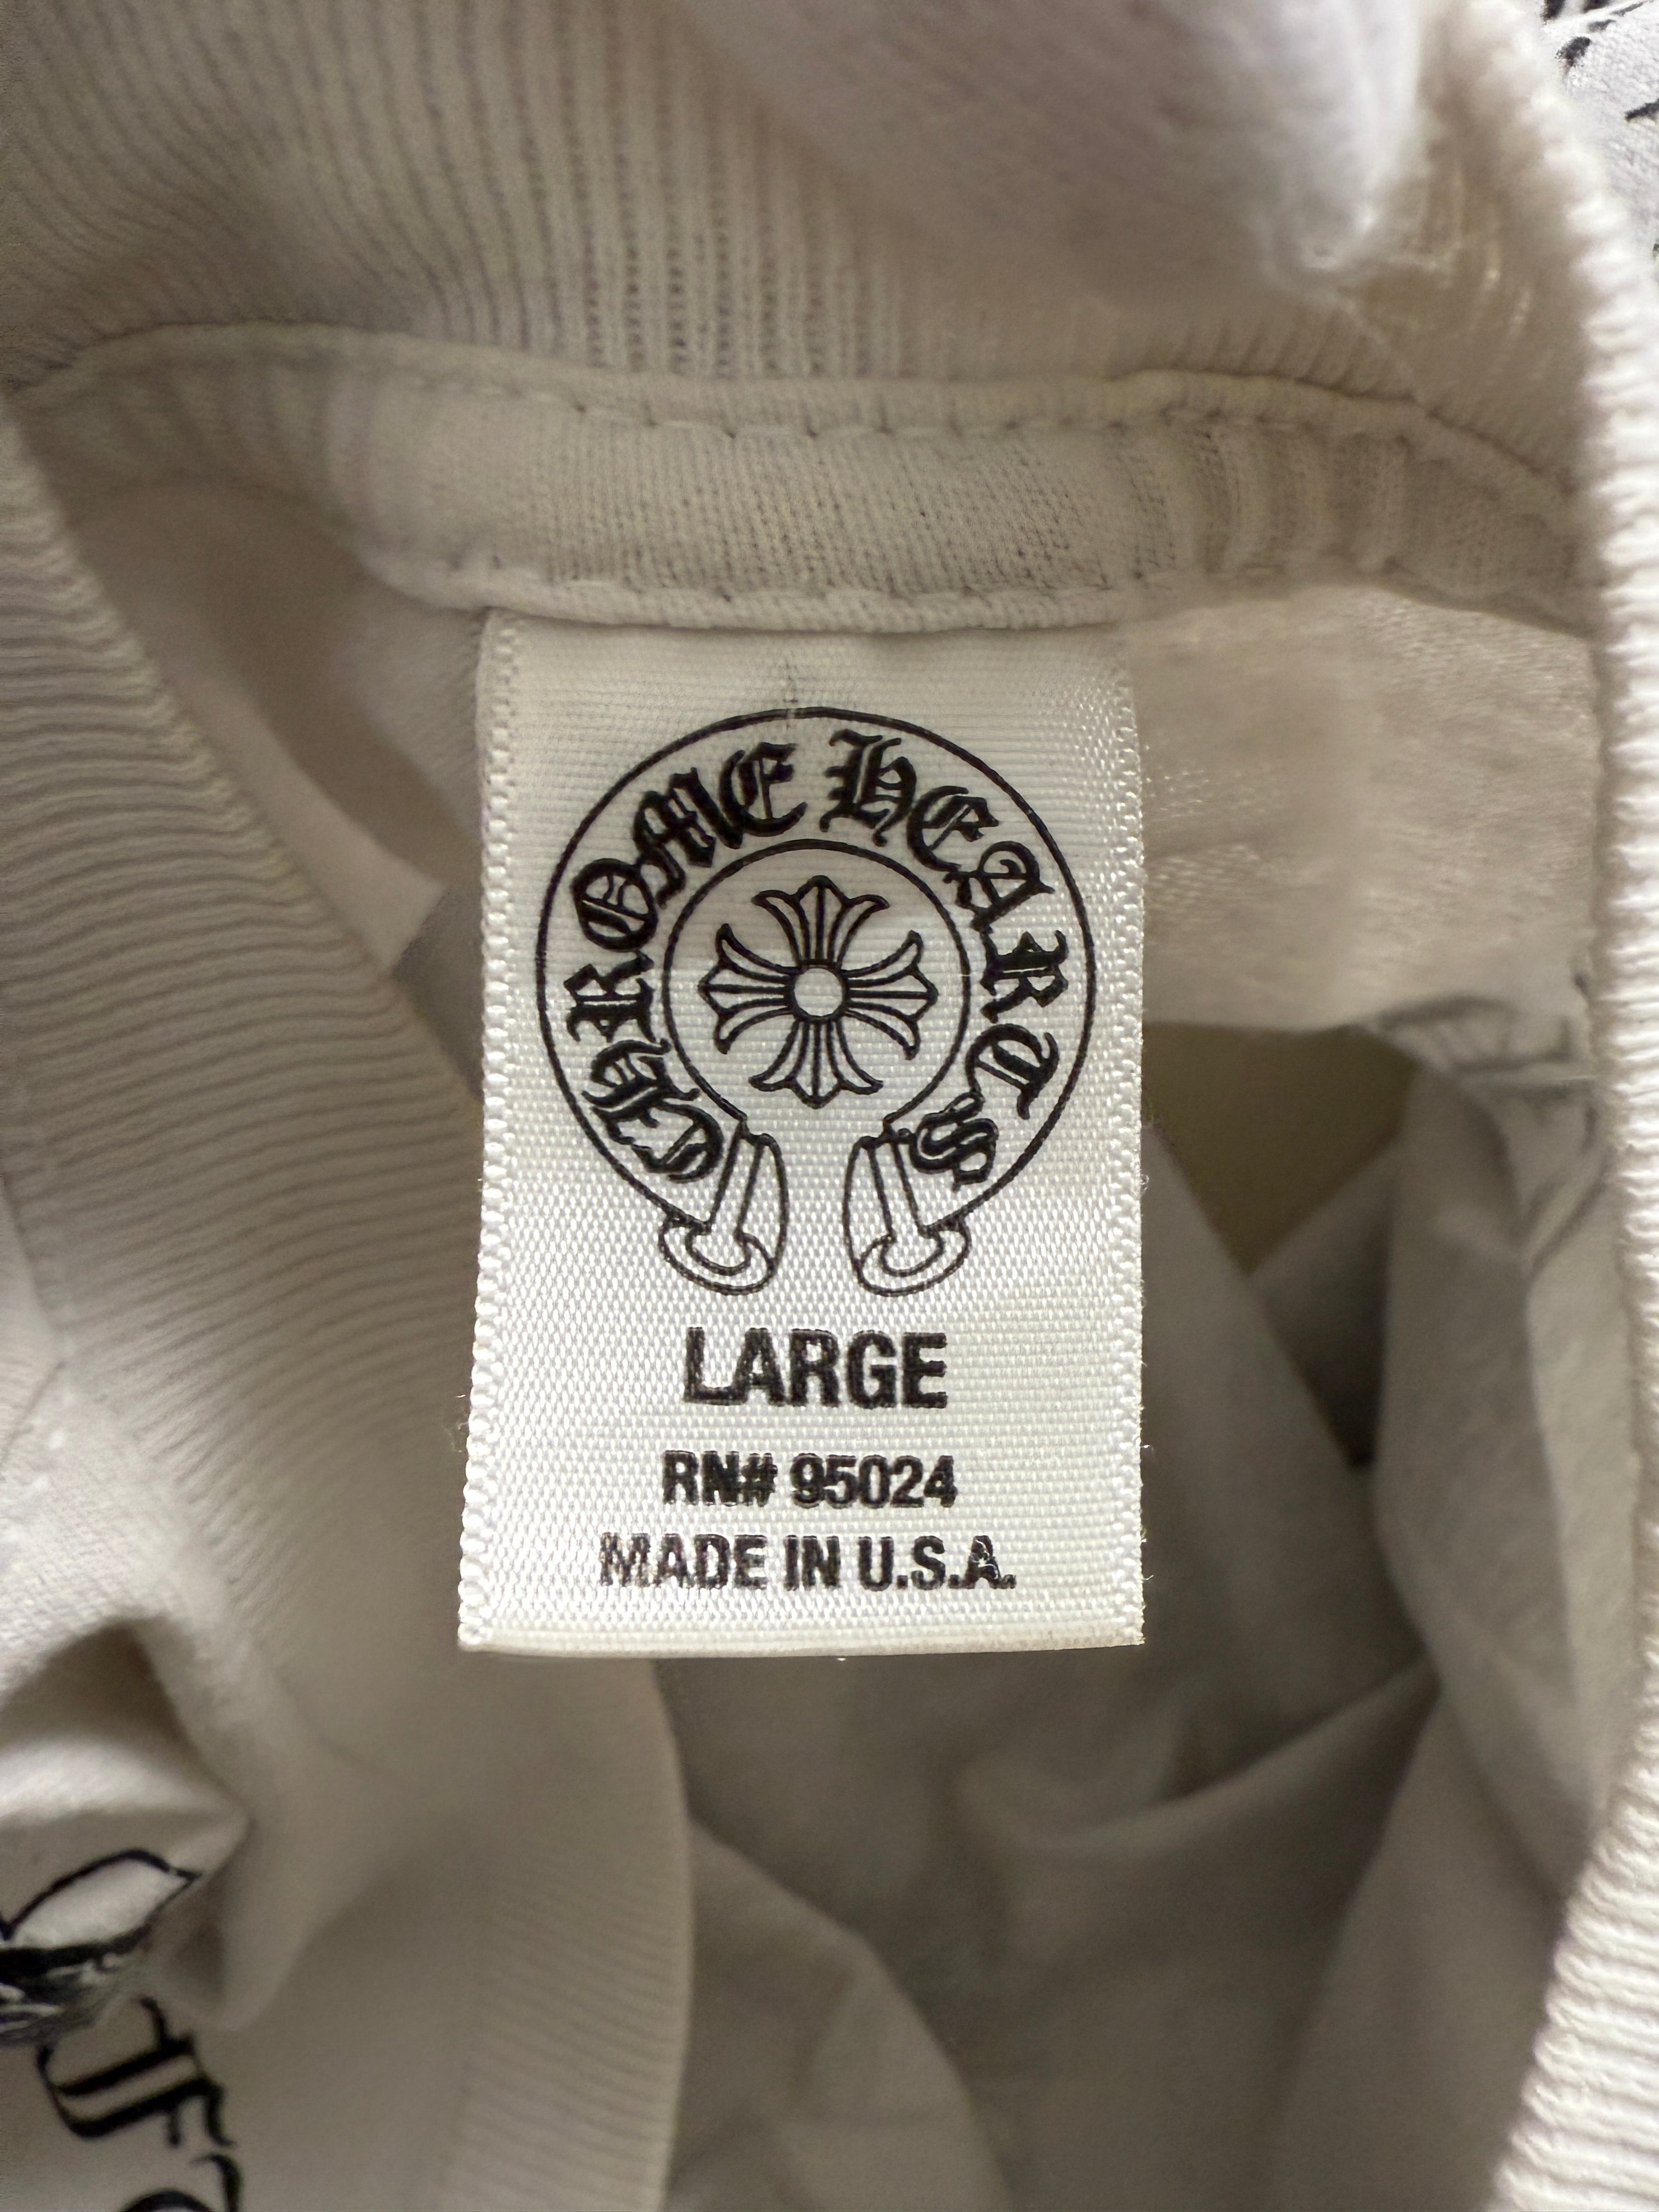 CHROME HEARTS
LARGE
RN# 95024
MADE IN U.S.A.